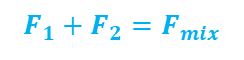 F₁ + F₂ = Fₘᵢₓ